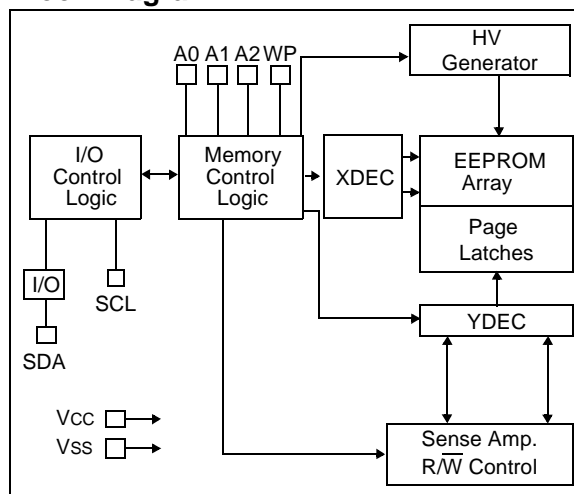 A0 A1 A2 WP
HV
Generator
I/O
Control
Logic
Memory
Control
Logic
XDEC
EEPROM
Array
Page
Latches
I/O
SCL
SDA
YDEC
Vcc
Vss
Sense Amp.
R/W̅ Control